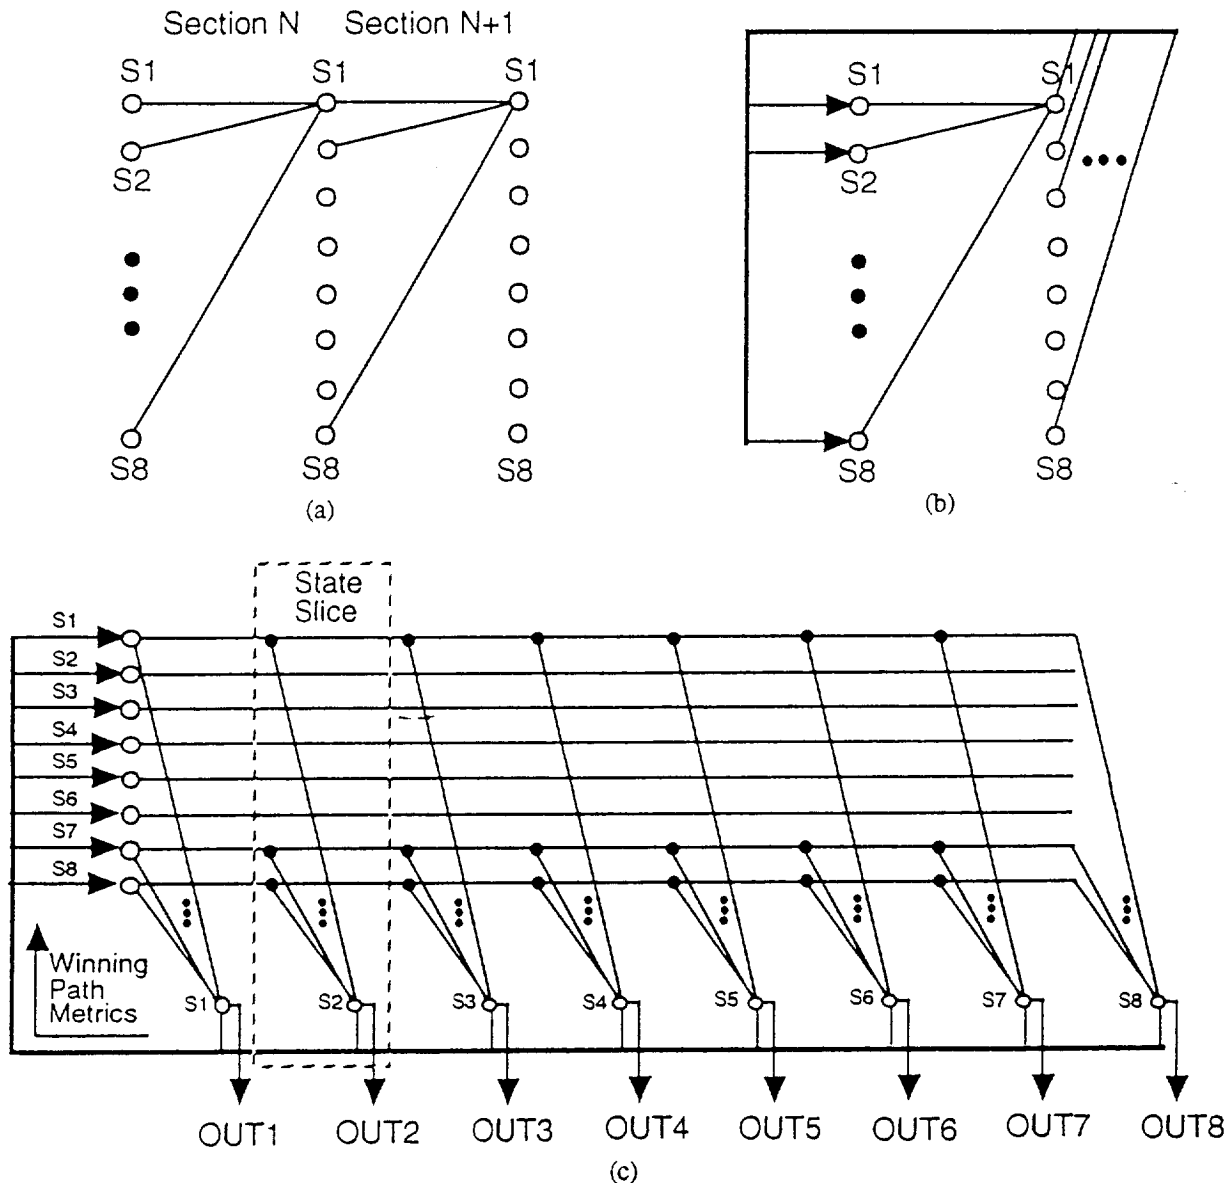 Section N Section N+1
S1 S1 S1
S2
S8 S8 S8
(a)
S1 S1
S2
S8 S8
(b)
State
Slice
S1
S2
S3
S4
S5
S6
S7
S8
Winning
Path
Metrics
S1 S2 S3 S4 S5 S6 S7 S8
OUT1 OUT2 OUT3 OUT4 OUT5 OUT6 OUT7 OUT8
(c)